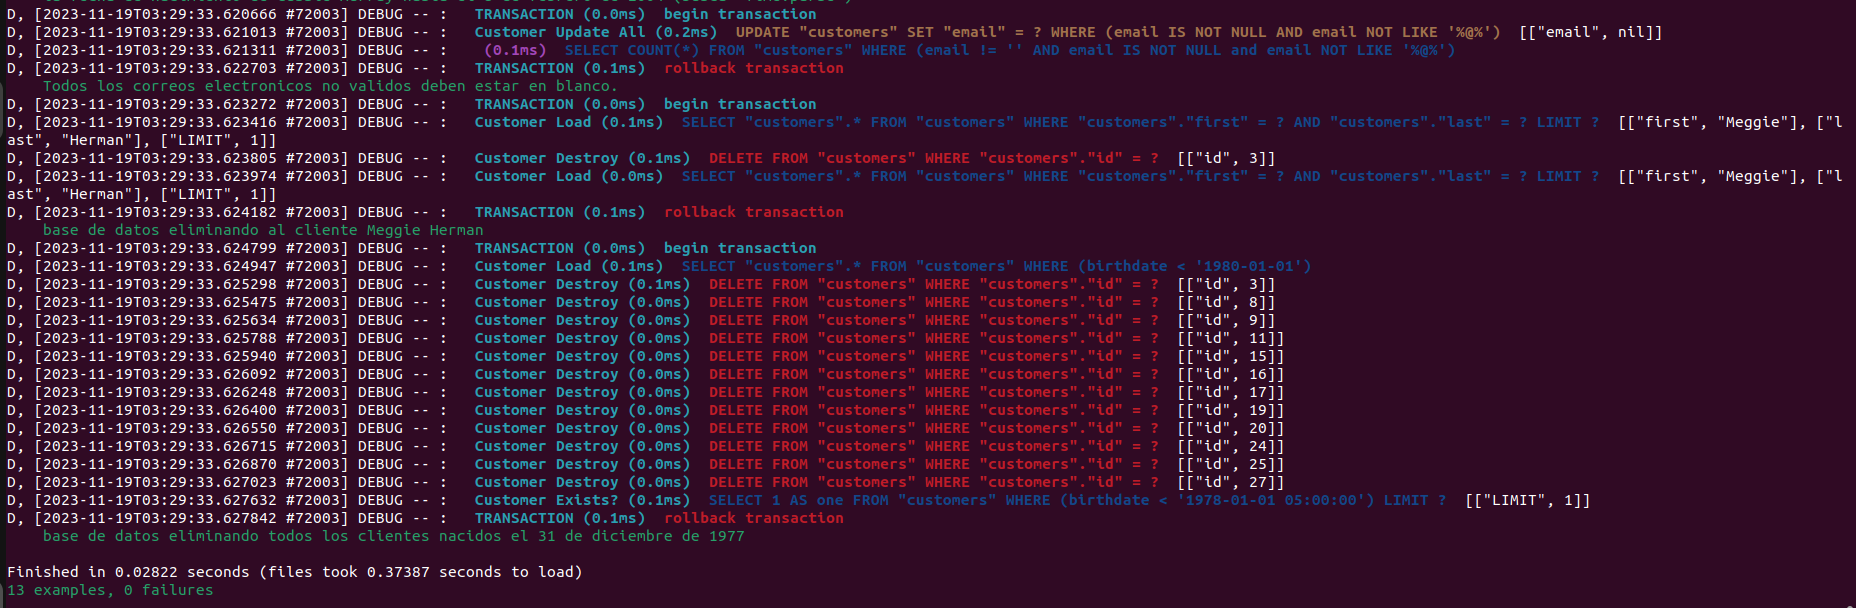 D, [2023-11-19T03:29:33.620666 #72003] DEBUG -- :   TRANSACTION (0.0ms)  begin transaction
D, [2023-11-19T03:29:33.621013 #72003] DEBUG -- :   Customer Update All (0.2ms)  UPDATE "customers" SET "email" = ? WHERE (email IS NOT NULL AND email NOT LIKE '%@%')  [["email", nil]]
D, [2023-11-19T03:29:33.621311 #72003] DEBUG -- :    (0.1ms)  SELECT COUNT(*) FROM "customers" WHERE (email != '' AND email IS NOT NULL and email NOT LIKE '%@%')
D, [2023-11-19T03:29:33.622703 #72003] DEBUG -- :   TRANSACTION (0.1ms)  rollback transaction
    Todos los correos electronicos no validos deben estar en blanco.
D, [2023-11-19T03:29:33.623272 #72003] DEBUG -- :   TRANSACTION (0.0ms)  begin transaction
D, [2023-11-19T03:29:33.623416 #72003] DEBUG -- :   Customer Load (0.1ms)  SELECT "customers".* FROM "customers" WHERE "customers"."first" = ? AND "customers"."last" = ? LIMIT ?  [["first", "Meggie"], ["l
ast", "Herman"], ["LIMIT", 1]]
D, [2023-11-19T03:29:33.623805 #72003] DEBUG -- :   Customer Destroy (0.1ms)  DELETE FROM "customers" WHERE "customers"."id" = ?  [["id", 3]]
D, [2023-11-19T03:29:33.623974 #72003] DEBUG -- :   Customer Load (0.0ms)  SELECT "customers".* FROM "customers" WHERE "customers"."first" = ? AND "customers"."last" = ? LIMIT ?  [["first", "Meggie"], ["l
ast", "Herman"], ["LIMIT", 1]]
D, [2023-11-19T03:29:33.624182 #72003] DEBUG -- :   TRANSACTION (0.1ms)  rollback transaction
    base de datos eliminando al cliente Meggie Herman
D, [2023-11-19T03:29:33.624799 #72003] DEBUG -- :   TRANSACTION (0.0ms)  begin transaction
D, [2023-11-19T03:29:33.624947 #72003] DEBUG -- :   Customer Load (0.1ms)  SELECT "customers".* FROM "customers" WHERE (birthdate < '1980-01-01')
D, [2023-11-19T03:29:33.625298 #72003] DEBUG -- :   Customer Destroy (0.1ms)  DELETE FROM "customers" WHERE "customers"."id" = ?  [["id", 3]]
D, [2023-11-19T03:29:33.625475 #72003] DEBUG -- :   Customer Destroy (0.0ms)  DELETE FROM "customers" WHERE "customers"."id" = ?  [["id", 8]]
D, [2023-11-19T03:29:33.625634 #72003] DEBUG -- :   Customer Destroy (0.0ms)  DELETE FROM "customers" WHERE "customers"."id" = ?  [["id", 9]]
D, [2023-11-19T03:29:33.625788 #72003] DEBUG -- :   Customer Destroy (0.0ms)  DELETE FROM "customers" WHERE "customers"."id" = ?  [["id", 11]]
D, [2023-11-19T03:29:33.625940 #72003] DEBUG -- :   Customer Destroy (0.0ms)  DELETE FROM "customers" WHERE "customers"."id" = ?  [["id", 15]]
D, [2023-11-19T03:29:33.626092 #72003] DEBUG -- :   Customer Destroy (0.0ms)  DELETE FROM "customers" WHERE "customers"."id" = ?  [["id", 16]]
D, [2023-11-19T03:29:33.626248 #72003] DEBUG -- :   Customer Destroy (0.0ms)  DELETE FROM "customers" WHERE "customers"."id" = ?  [["id", 17]]
D, [2023-11-19T03:29:33.626400 #72003] DEBUG -- :   Customer Destroy (0.0ms)  DELETE FROM "customers" WHERE "customers"."id" = ?  [["id", 19]]
D, [2023-11-19T03:29:33.626550 #72003] DEBUG -- :   Customer Destroy (0.0ms)  DELETE FROM "customers" WHERE "customers"."id" = ?  [["id", 20]]
D, [2023-11-19T03:29:33.626715 #72003] DEBUG -- :   Customer Destroy (0.0ms)  DELETE FROM "customers" WHERE "customers"."id" = ?  [["id", 24]]
D, [2023-11-19T03:29:33.626870 #72003] DEBUG -- :   Customer Destroy (0.0ms)  DELETE FROM "customers" WHERE "customers"."id" = ?  [["id", 25]]
D, [2023-11-19T03:29:33.627023 #72003] DEBUG -- :   Customer Destroy (0.0ms)  DELETE FROM "customers" WHERE "customers"."id" = ?  [["id", 27]]
D, [2023-11-19T03:29:33.627632 #72003] DEBUG -- :   Customer Exists? (0.1ms)  SELECT 1 AS one FROM "customers" WHERE (birthdate < '1978-01-01 05:00:00') LIMIT ?  [["LIMIT", 1]]
D, [2023-11-19T03:29:33.627842 #72003] DEBUG -- :   TRANSACTION (0.1ms)  rollback transaction
    base de datos eliminando todos los clientes nacidos el 31 de diciembre de 1977
Finished in 0.02822 seconds (files took 0.37387 seconds to load)
13 examples, 0 failures